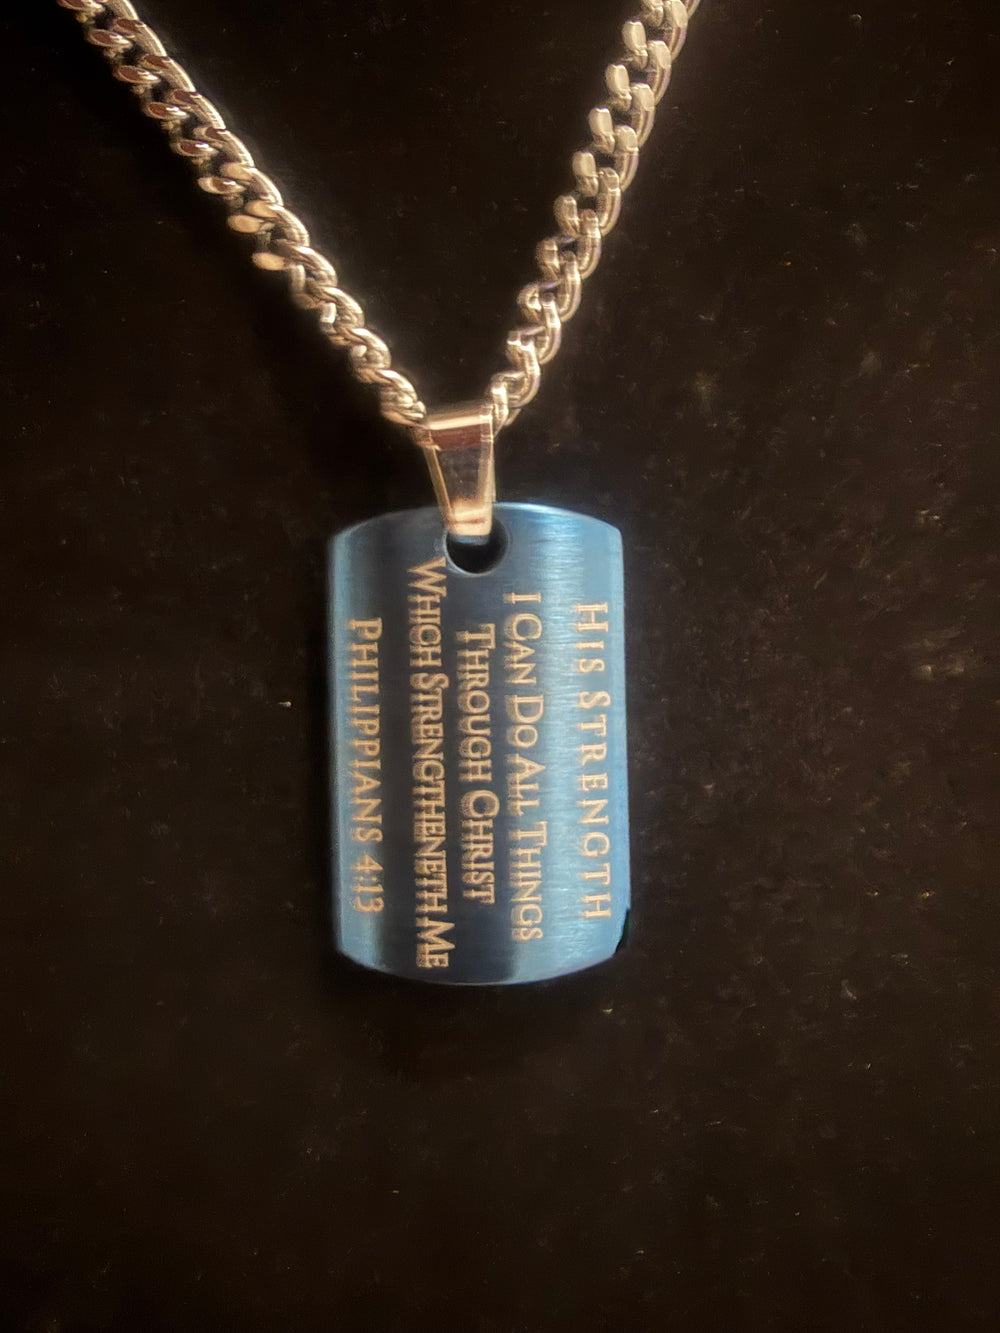 His Strength
I Can Do All Things
Through Christ
Which Strengtheneth Me
Philippians 4:13